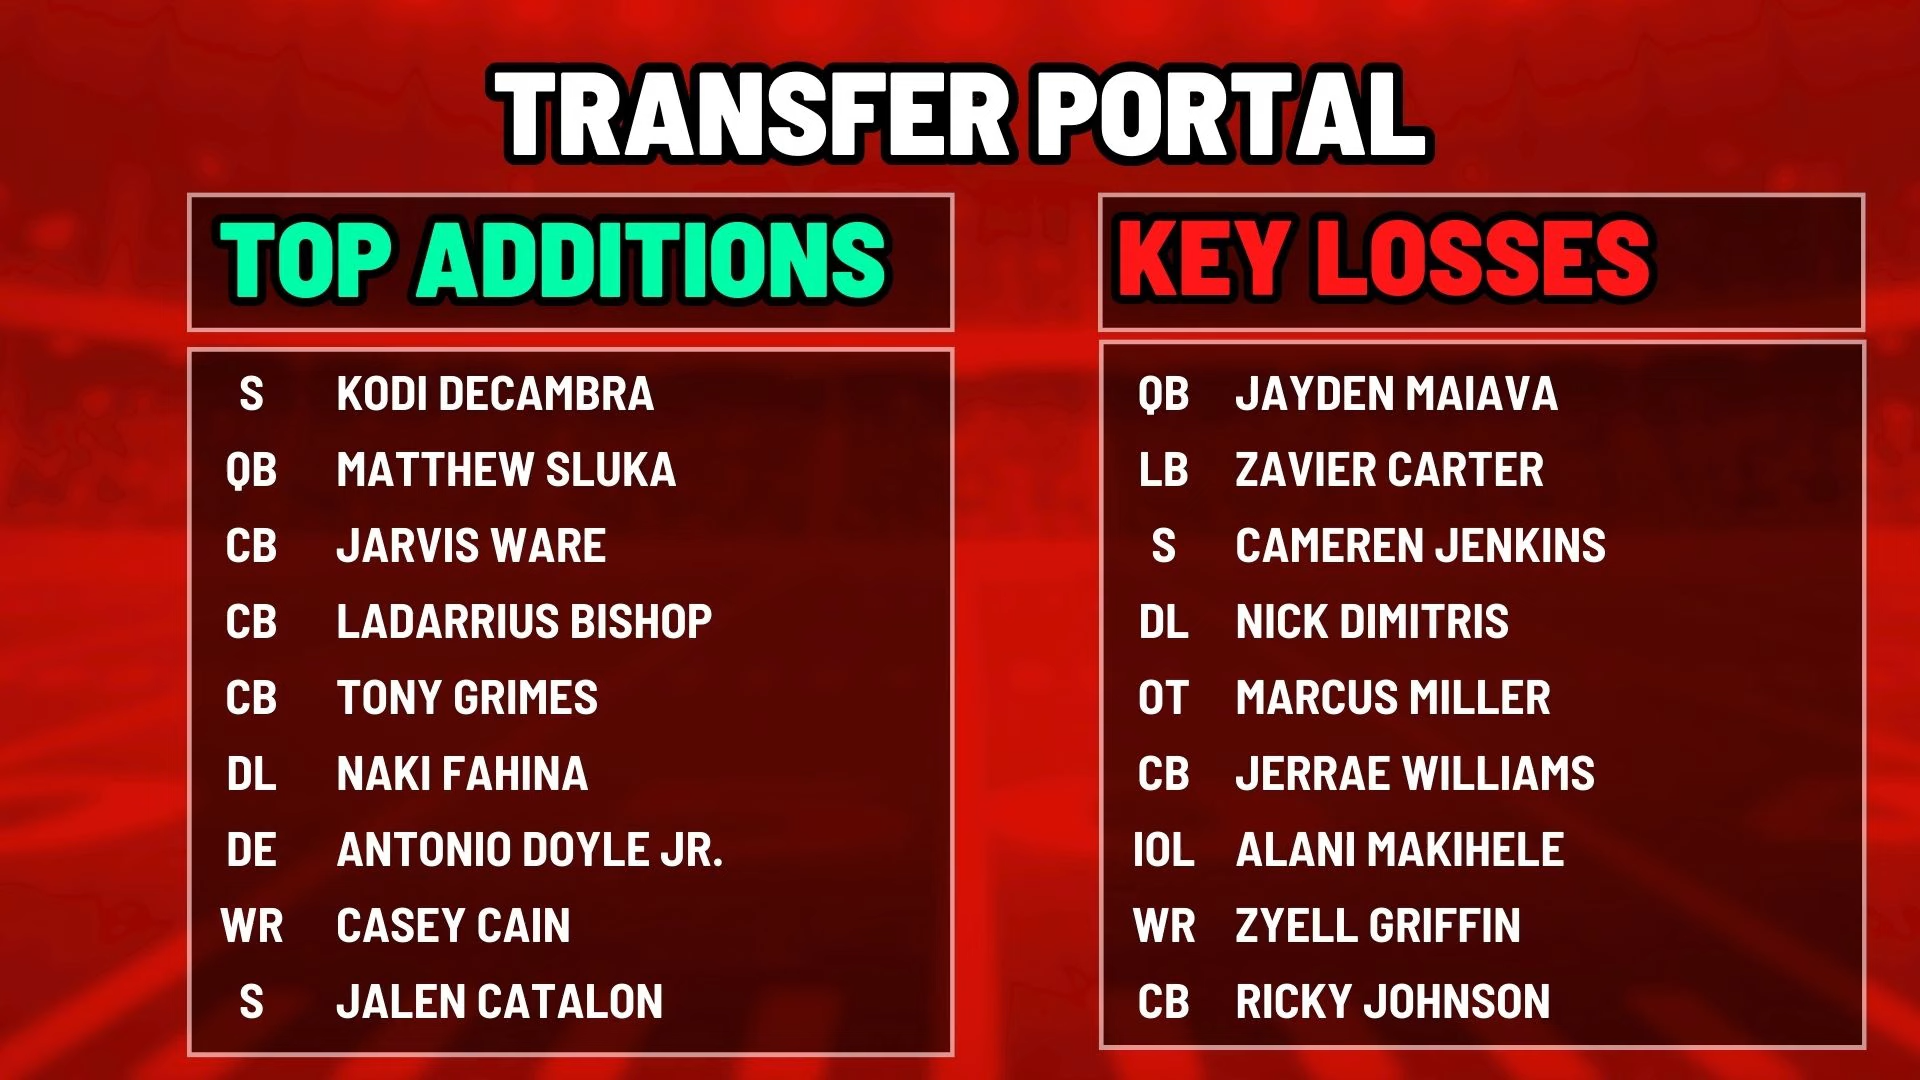 TRANSFER PORTAL
TOP ADDITIONS
S KODI DECAMBRA
QB MATTHEW SLUKA
CB JARVIS WARE
CB LADARRIUS BISHOP
CB TONY GRIMES
DL NAKI FAHINA
DE ANTONIO DOYLE JR.
WR CASEY CAIN
S JALEN CATALON
KEY LOSSES
QB JAYDEN MAIAVA
LB ZAVIER CARTER
S CAMEREN JENKINS
DL NICK DIMITRIS
OT MARCUS MILLER
CB JERRAE WILLIAMS
IOL ALANI MAKIHELE
WR ZYELL GRIFFIN
CB RICKY JOHNSON